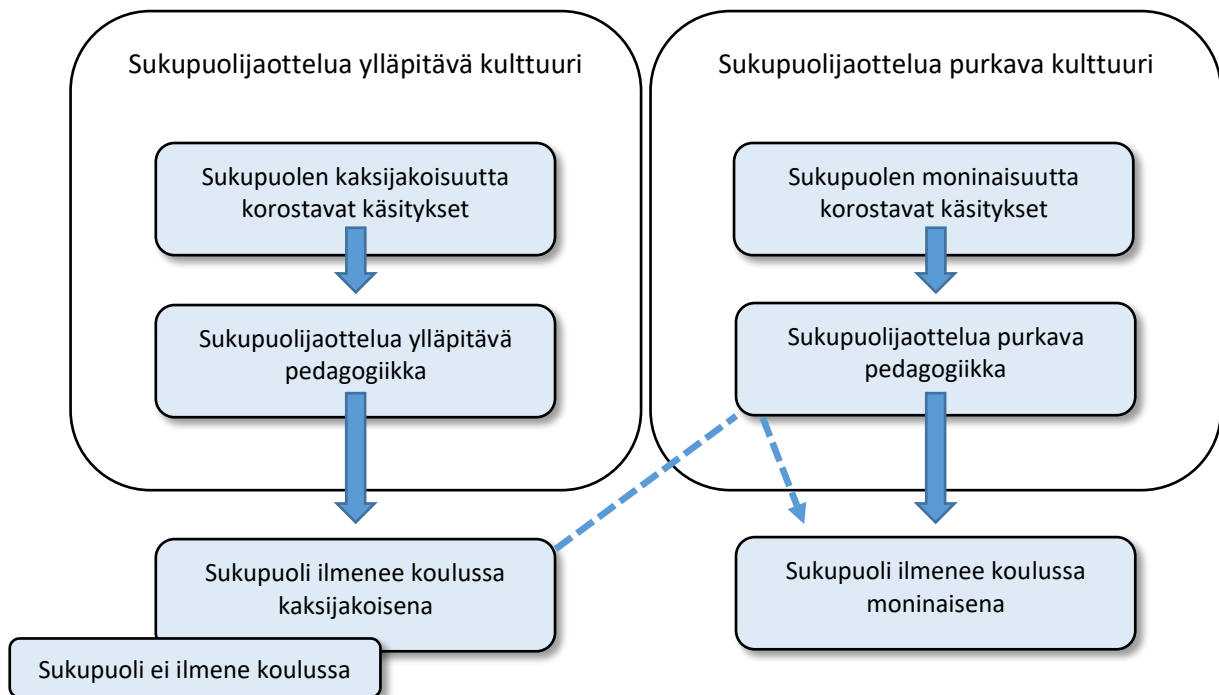 Sukupuolijaottelua ylläpitävä kulttuuri
Sukupuolen kaksijakoisuutta
korostavat käsitykset
Sukupuolijaottelua ylläpitävä
pedagogiikka
Sukupuoli ilmenee koulussa
kaksijakoisena
Sukupuoli ei ilmene koulussa
Sukupuolijaottelua purkava kulttuuri
Sukupuolen moninaisuutta
korostavat käsitykset
Sukupuolijaottelua purkava
pedagogiikka
Sukupuoli ilmenee koulussa
moninaisena